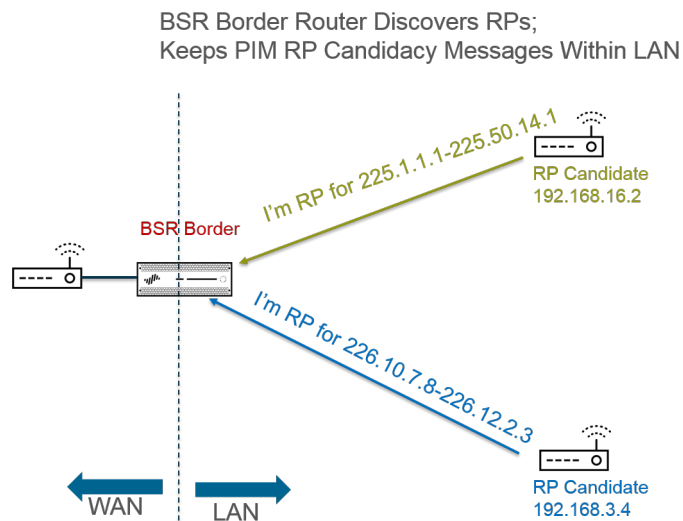 BSR Border Router Discovers RPs;
Keeps PIM RP Candidacy Messages Within LAN
I'm RP for 225.1.1.1-225.50.14.1
RP Candidate
192.168.16.2
BSR Border
I'm RP for 226.10.7.8-226.12.2.3
RP Candidate
192.168.3.4
WAN
LAN